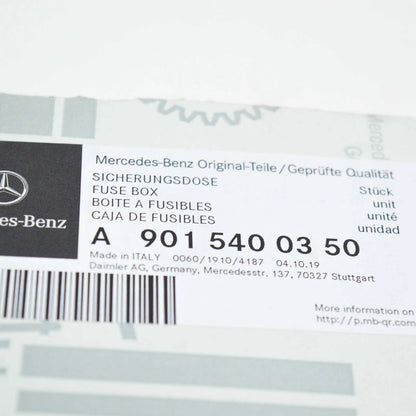 Mercedes-Benz Original-Teile/Geprüfte Qualität
SICHERUNGSDOSE Stück
FUSE BOX unit
BOITE A FUSIBLES unité
CAJA DE FUSIBLES unidad
des-Benz
A 901 540 03 50
Made in ITALY 0060/1910/4187 04.10.19
Daimler AG, Germany, Mercedesstr. 137, 70327 Stuttgart
More information on
http://p.mb-qr.com/
Mercede